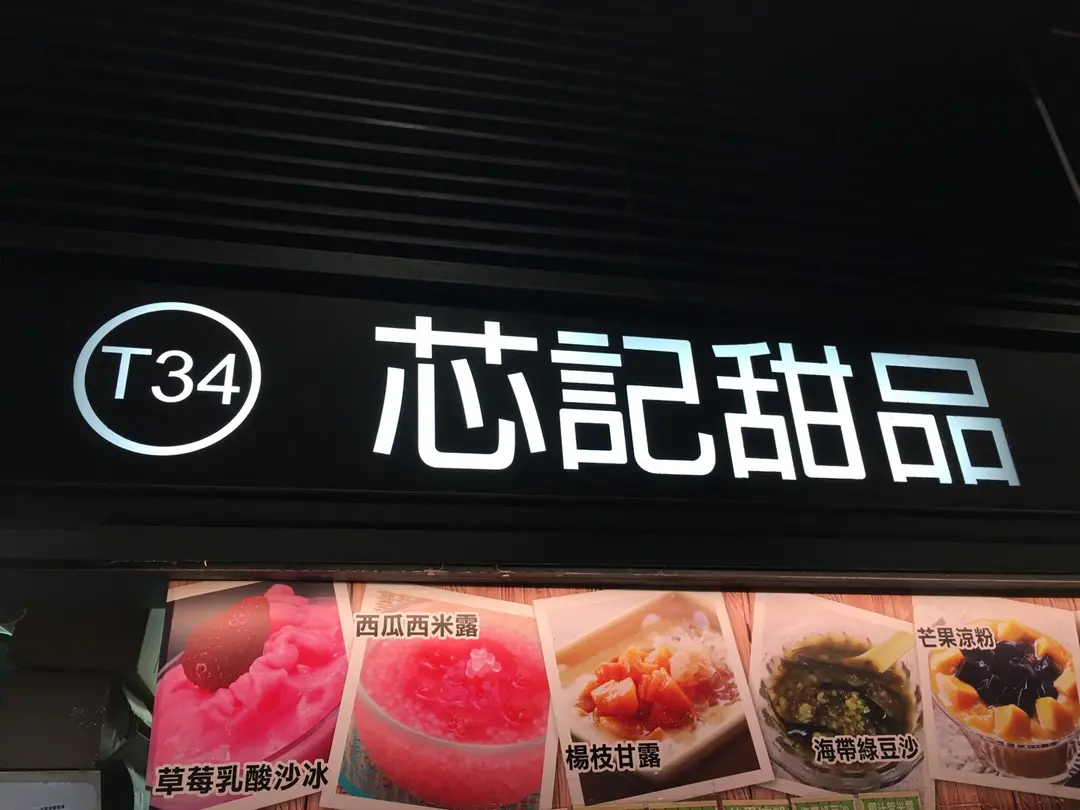 T34
芯記甜品
草莓乳酸沙冰
西瓜西米露
楊枝甘露
海帶綠豆沙
芒果涼粉